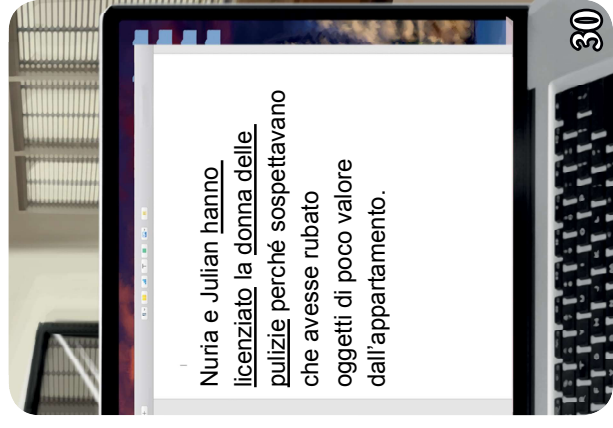 Nuria e Julian hanno
licenziato la donna delle
pulizie perché sospettavano
che avesse rubato
oggetti di poco valore
dall'appartamento.
30